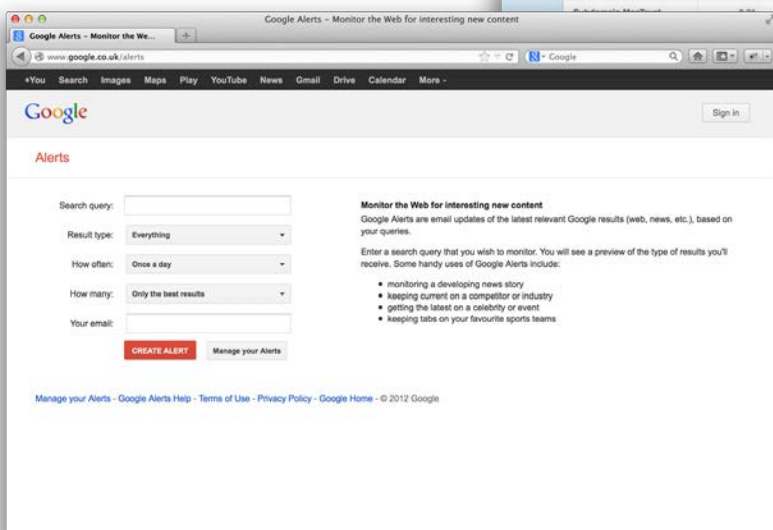 Google Alerts – Monitor the Web for interesting new content
Google Alerts – Monitor the We...
www.google.co.uk/alerts
Google
+You Search Images Maps Play YouTube News Gmail Drive Calendar More
Google
Sign in
Alerts
Search query:
Result type: Everything
How often: Once a day
How many: Only the best results
Your email:
CREATE ALERT Manage your Alerts
Monitor the Web for interesting new content
Google Alerts are email updates of the latest relevant Google results (web, news, etc.), based on
your queries.
Enter a search query that you wish to monitor. You will see a preview of the type of results you'll
receive. Some handy uses of Google Alerts include:
monitoring a developing news story
keeping current on a competitor or industry
getting the latest on a celebrity or event
keeping tabs on your favourite sports teams
Manage your Alerts - Google Alerts Help - Terms of Use - Privacy Policy - Google Home - © 2012 Google